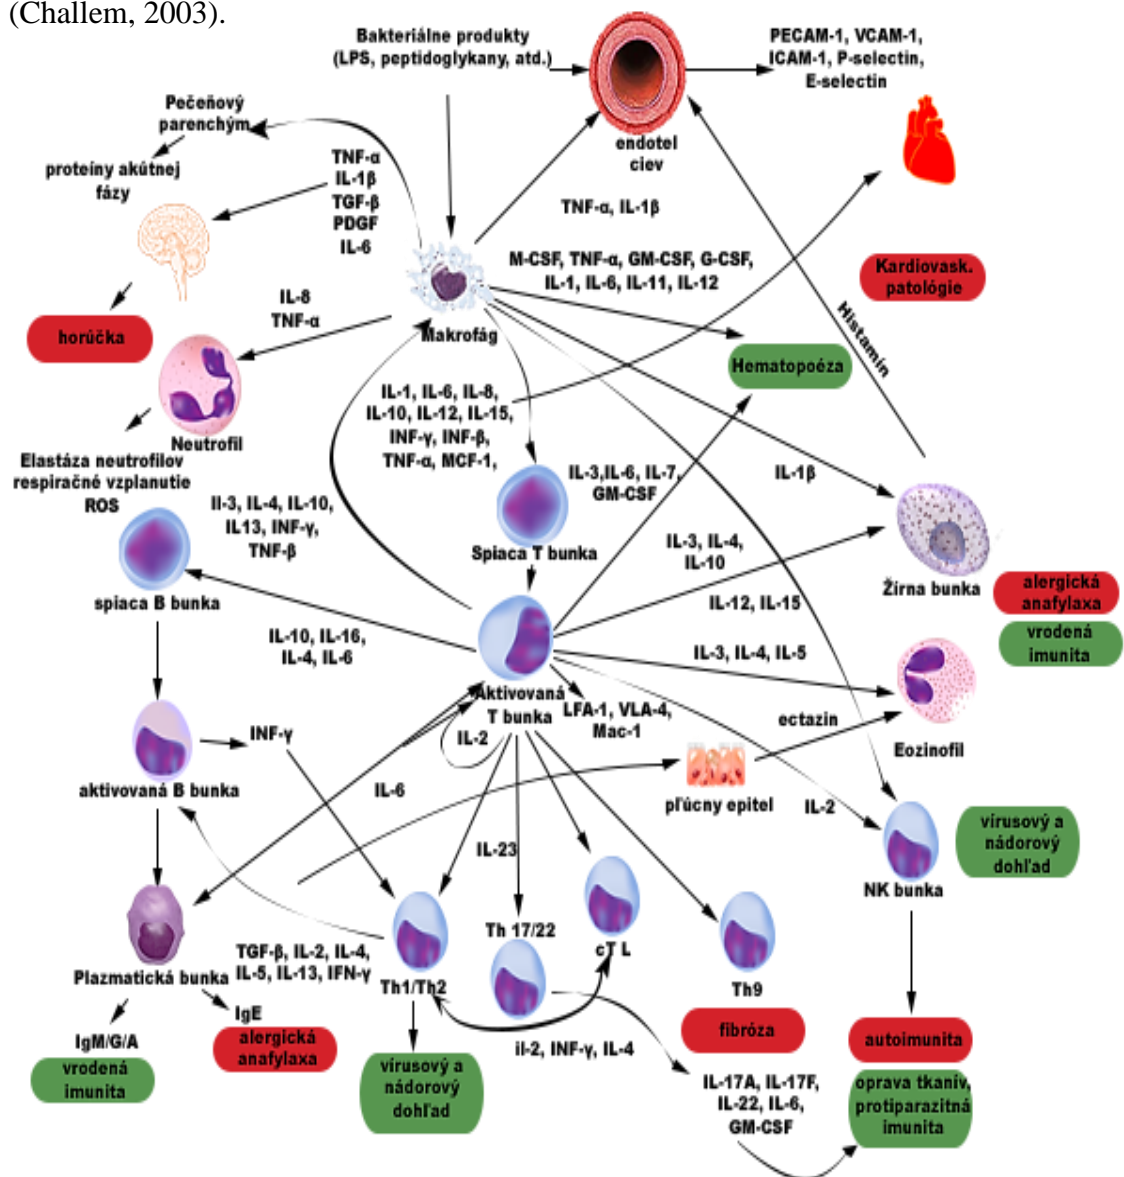 (Challem, 2003).
Bakteriálne produkty
(LPS, peptidoglykany, atd.)
PECAM-1, VCAM-1,
ICAM-1, P-selectin,
E-selectin
endotel
ciev
Pečeňový
parenchým
proteíny akútnej
fázy
TNF-α
IL-1β
TGF-β
PDGF
IL-6
TNF-α, IL-1β
M-CSF, TNF-α, GM-CSF, G-CSF,
IL-1, IL-6, IL-11, IL-12
Kardiovask.
patológie
Histamín
horúčka
IL-8
TNF-α
Makrofág
Hematopoéza
Neutrofil
Elastáza neutrofilov
respiračné vzplanutie
ROS
IL-1, IL-6, IL-8,
IL-10, IL-12, IL-15,
INF-γ, INF-β,
TNF-α, MCF-1,
IL-3,IL-6, IL-7,
GM-CSF
IL-1β
Il-3, IL-4, IL-10,
IL13, INF-γ,
TNF-β
Spiaca T bunka
IL-3, IL-4,
IL-10
Žírna bunka
alergická
anafylaxa
vrodená
imunita
spiaca B bunka
IL-12, IL-15
IL-10, IL-16,
IL-4, IL-6
IL-3, IL-4, IL-5
Aktivovaná
T bunka
LFA-1, VLA-4,
Mac-1
IL-2
ectazin
Eozinofil
INF-γ
aktivovaná B bunka
IL-6
pľúcny epitel
IL-2
vírusový a
nádorový
dohľad
IL-23
NK bunka
Th 17/22
cT L
Plazmatická bunka
TGF-β, IL-2, IL-4,
IL-5, IL-13, IFN-γ
Th1/Th2
Th9
IgE
IgM/G/A
alergická
anafylaxa
vrodená
imunita
fibróza
autoimunita
il-2, INF-γ, IL-4
vírusový a
nádorový
dohľad
IL-17A, IL-17F,
IL-22, IL-6,
GM-CSF
oprava tkanív,
protiparazitná
imunita